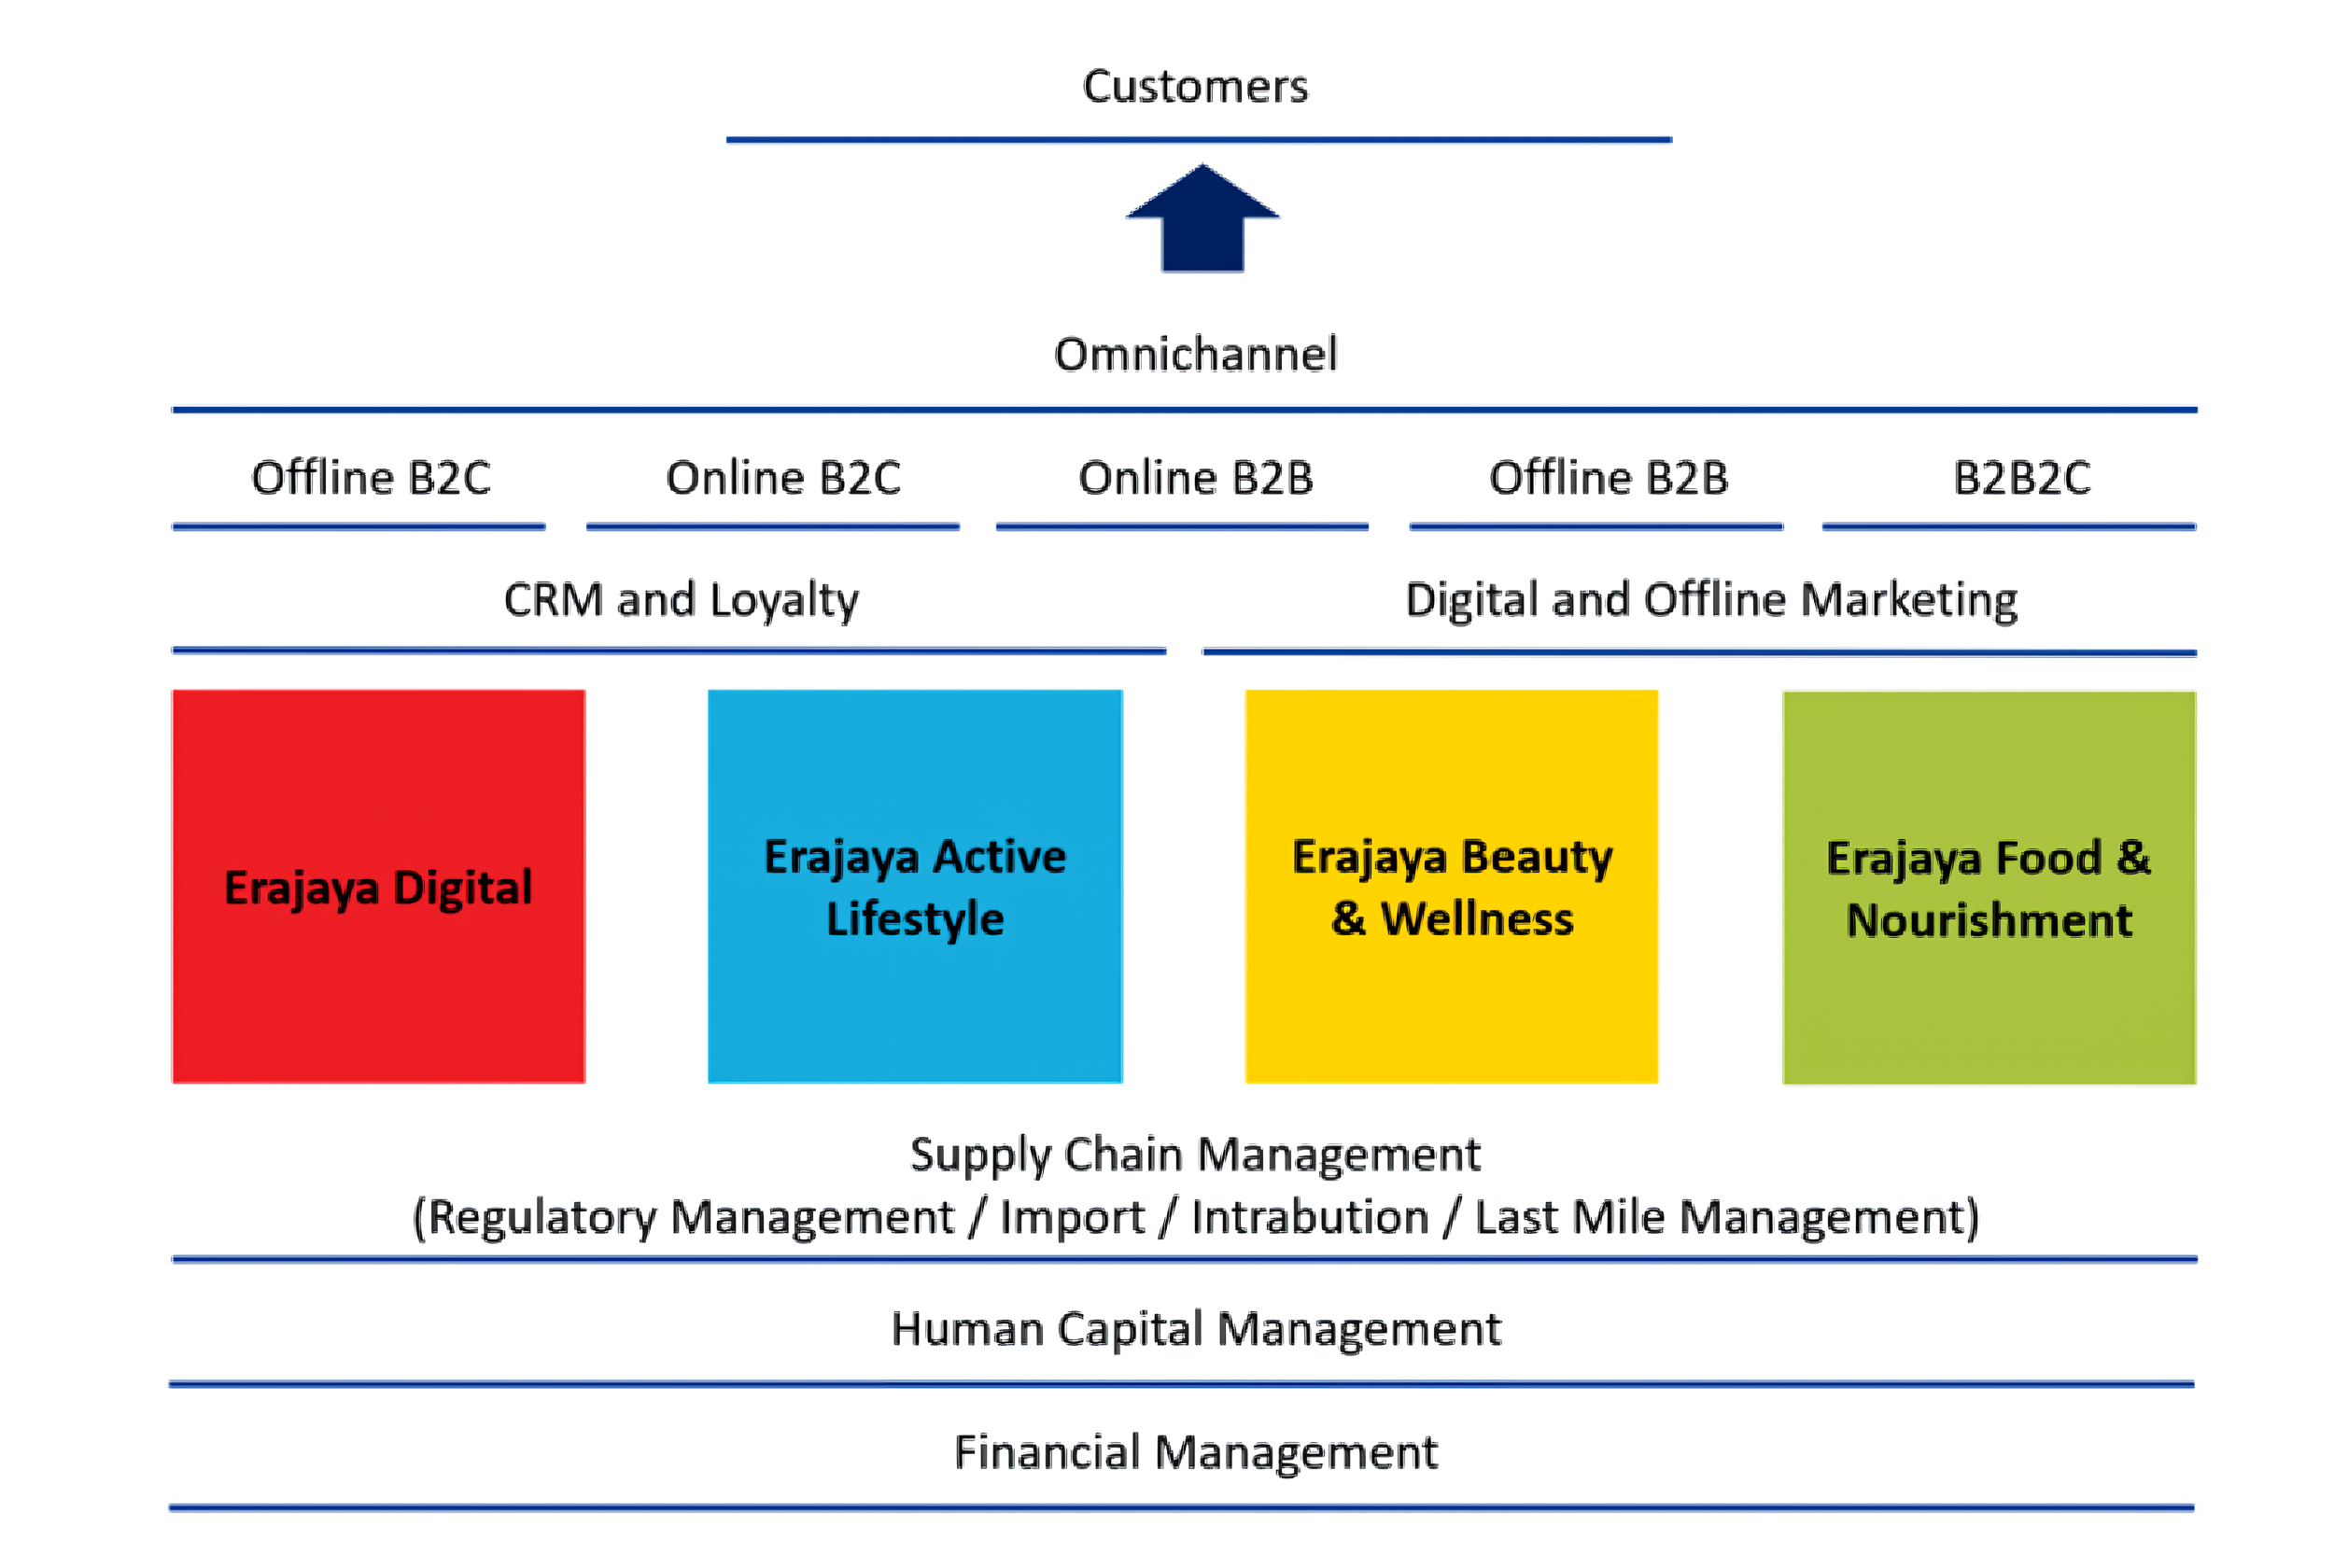 Customers
Omnichannel
Offline B2C
Online B2C
Online B2B
Offline B2B
B2B2C
CRM and Loyalty
Digital and Offline Marketing
Erajaya Digital
Erajaya Active
Lifestyle
Erajaya Beauty
& Wellness
Erajaya Food &
Nourishment
Supply Chain Management
(Regulatory Management / Import / Intrabution / Last Mile Management)
Human Capital Management
Financial Management